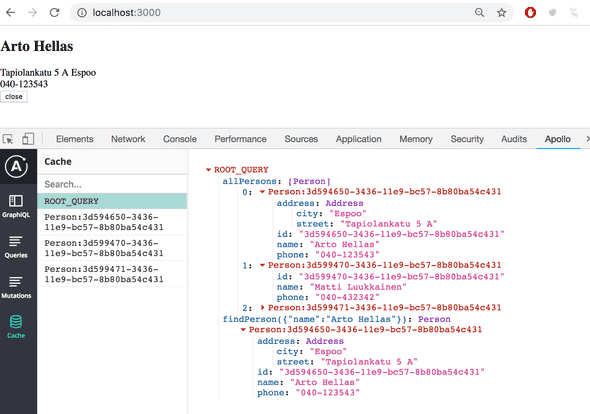 localhost:3000
Arto Hellas
Tapiolankatu 5 A Espoo
040-123543
close
Elements Network Console Performance Sources Application Memory Security Audits Apollo
Cache
Search...
ROOT_QUERY
Person:3d594650-3436-
11e9-bc57-8b80ba54c431
Person:3d599470-3436-
11e9-bc57-8b80ba54c431
Person:3d599471-3436-
11e9-bc57-8b80ba54c431
GraphiQL
Queries
Mutations
Cache
ROOT_QUERY
allPersons: [Person]
0: Person:3d594650-3436-11e9-bc57-8b80ba54c431
address: Address
city: "Espoo"
street: "Tapiolankatu 5 A"
id: "3d594650-3436-11e9-bc57-8b80ba54c431"
name: "Arto Hellas"
phone: "040-123543"
1: Person:3d599470-3436-11e9-bc57-8b80ba54c431
id: "3d599470-3436-11e9-bc57-8b80ba54c431"
name: "Matti Luukkainen"
phone: "040-432342"
2: Person:3d599471-3436-11e9-bc57-8b80ba54c431
findPerson({"name":"Arto Hellas"}): Person
Person:3d594650-3436-11e9-bc57-8b80ba54c431
address: Address
city: "Espoo"
street: "Tapiolankatu 5 A"
id: "3d594650-3436-11e9-bc57-8b80ba54c431"
name: "Arto Hellas"
phone: "040-123543"